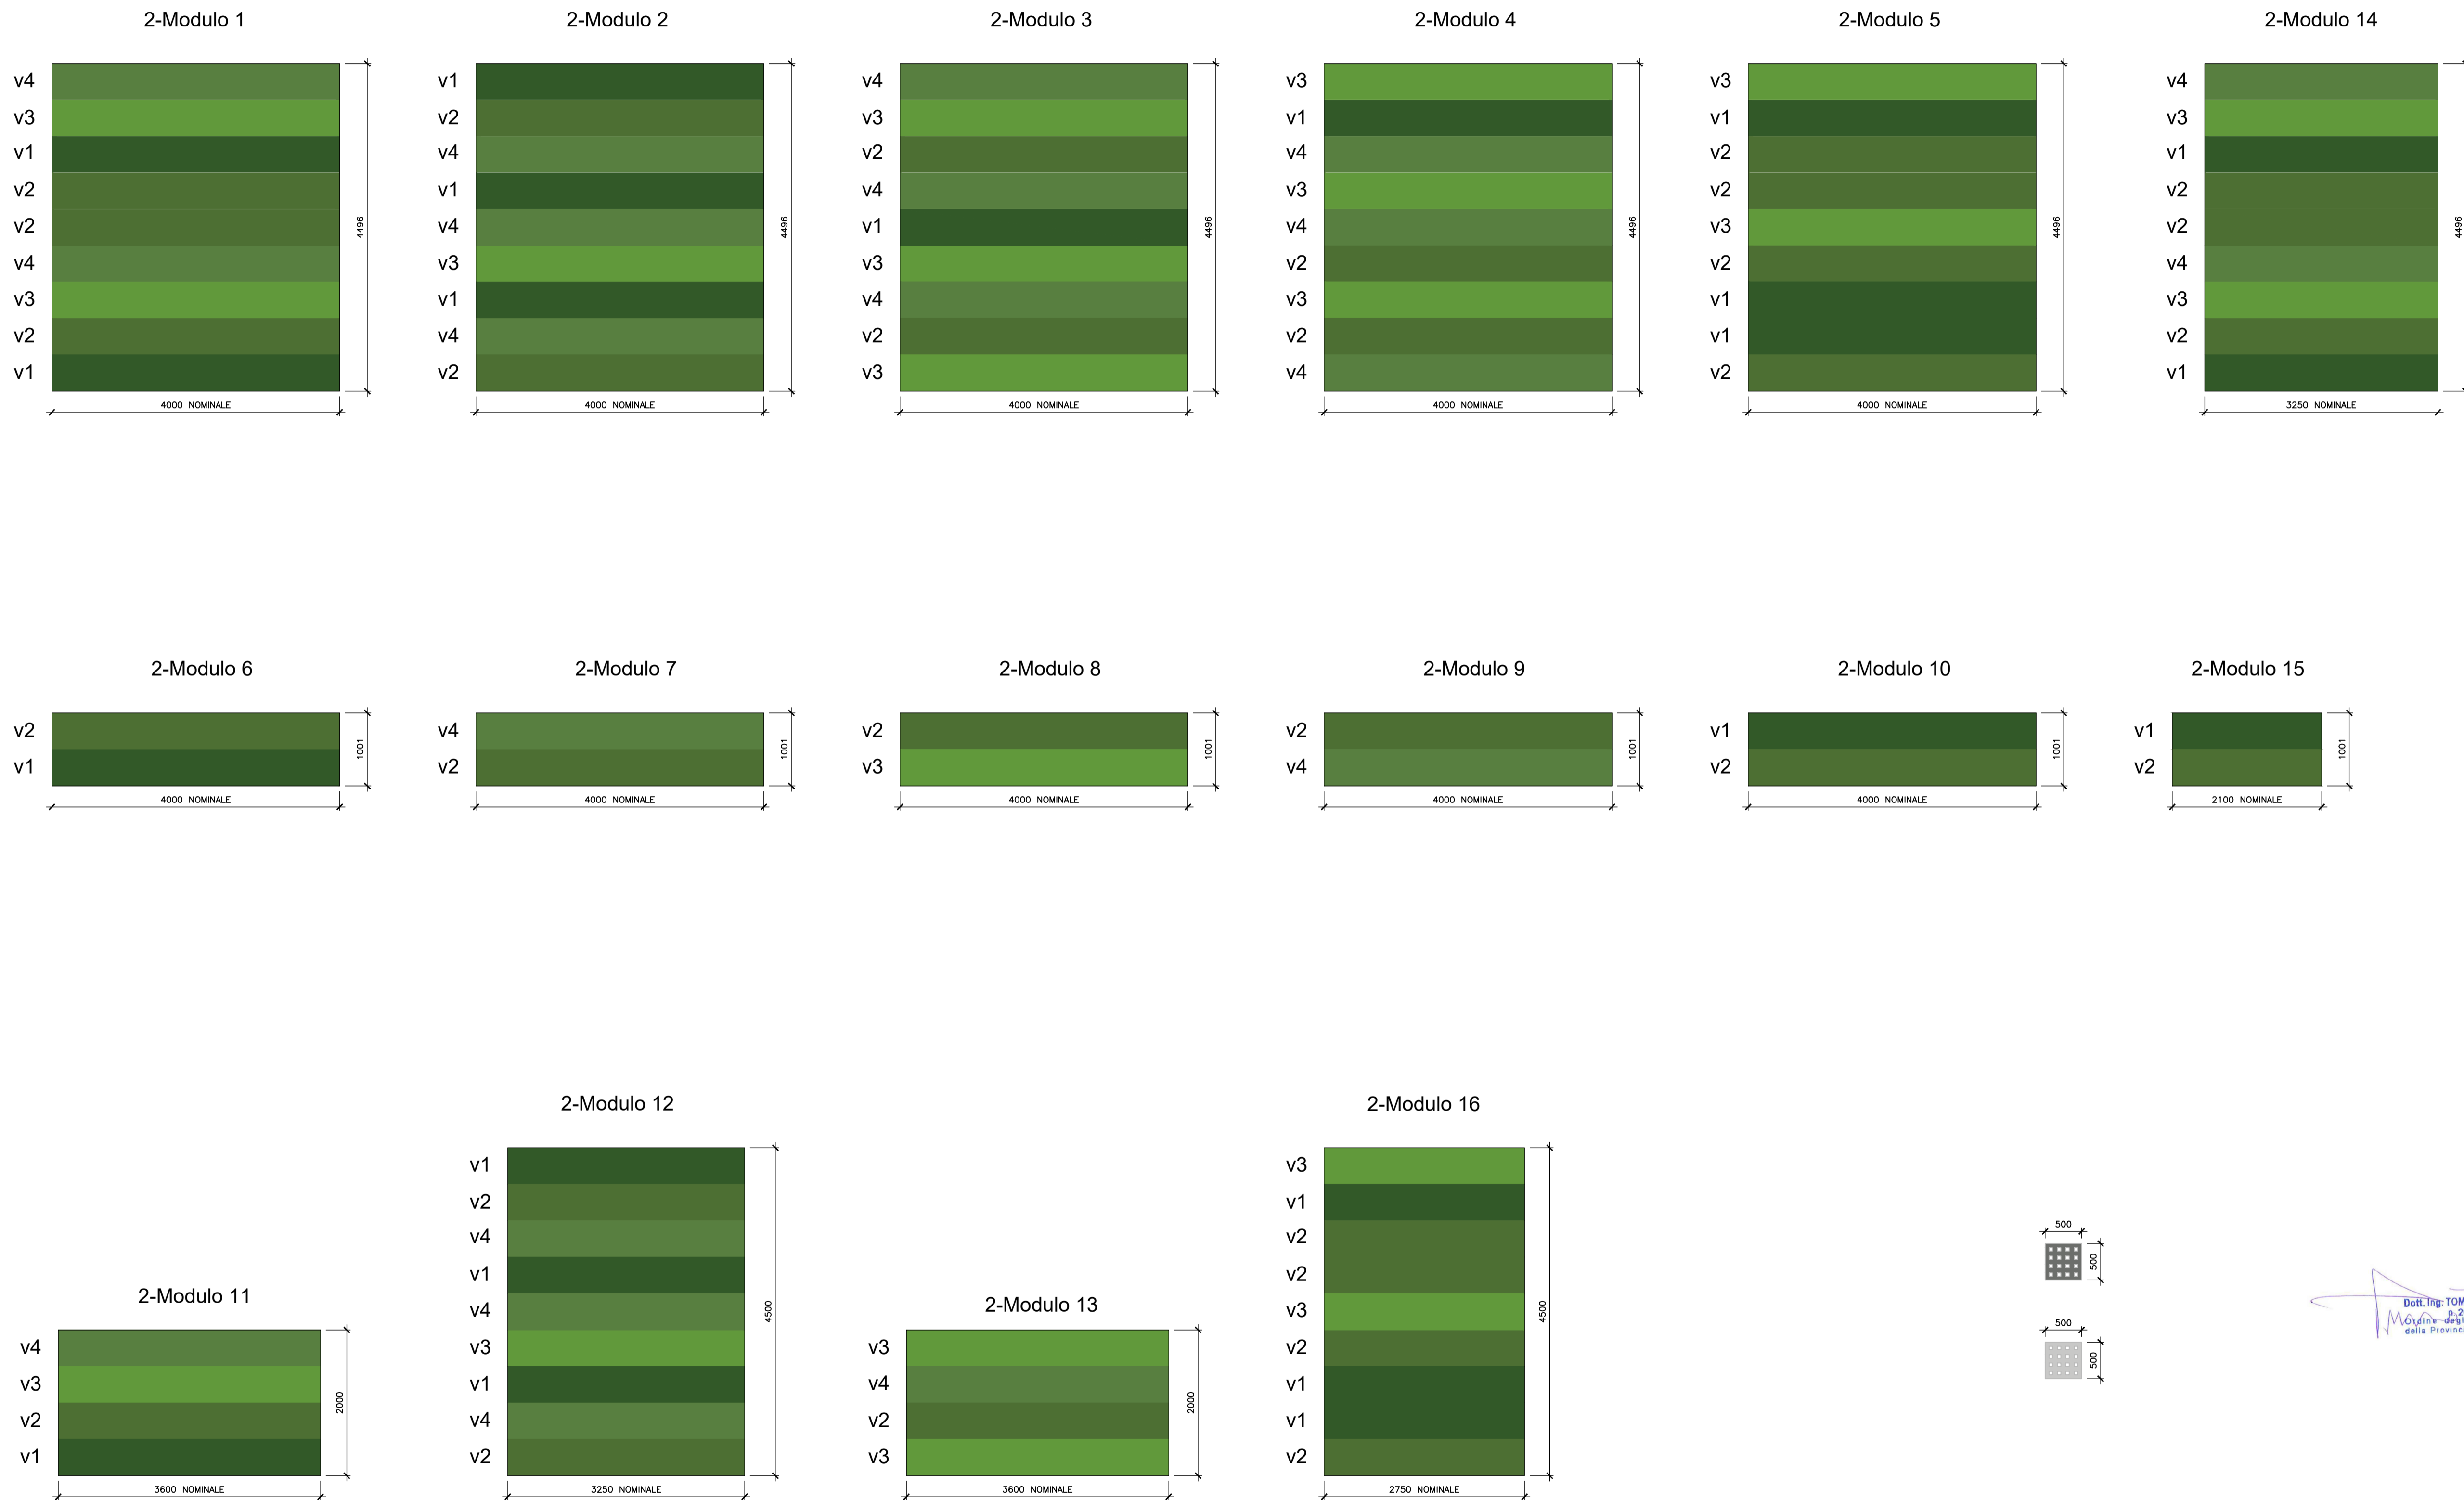 2-Modulo 1
v4
v3
v1
v2
v2
v4
v3
v2
v1
4496
4000 NOMINALE
2-Modulo 2
v1
v2
v4
v1
v4
v3
v1
v4
v2
4496
4000 NOMINALE
2-Modulo 3
v4
v3
v2
v4
v1
v3
v4
v2
v3
4496
4000 NOMINALE
2-Modulo 4
v3
v1
v4
v3
v4
v2
v3
v2
v4
4496
4000 NOMINALE
2-Modulo 5
v3
v1
v2
v2
v3
v2
v1
v1
v2
4496
4000 NOMINALE
2-Modulo 14
v4
v3
v1
v2
v2
v4
v3
v2
v1
4496
3250 NOMINALE
2-Modulo 6
v2
v1
1001
4000 NOMINALE
2-Modulo 7
v4
v2
1001
4000 NOMINALE
2-Modulo 8
v2
v3
1001
4000 NOMINALE
2-Modulo 9
v2
v4
1001
4000 NOMINALE
2-Modulo 10
v1
v2
1001
4000 NOMINALE
2-Modulo 15
v1
v2
1001
2100 NOMINALE
2-Modulo 11
v4
v3
v2
v1
2000
3600 NOMINALE
2-Modulo 12
v1
v2
v4
v1
v4
v3
v1
v4
v2
4500
3250 NOMINALE
2-Modulo 13
v3
v4
v2
v3
2000
3600 NOMINALE
2-Modulo 16
v3
v1
v2
v2
v3
v2
v1
v1
v2
4500
2750 NOMINALE
500
500
500
500
Dott. Ing. TOM
n. 2
Ordine degl
della Provinc